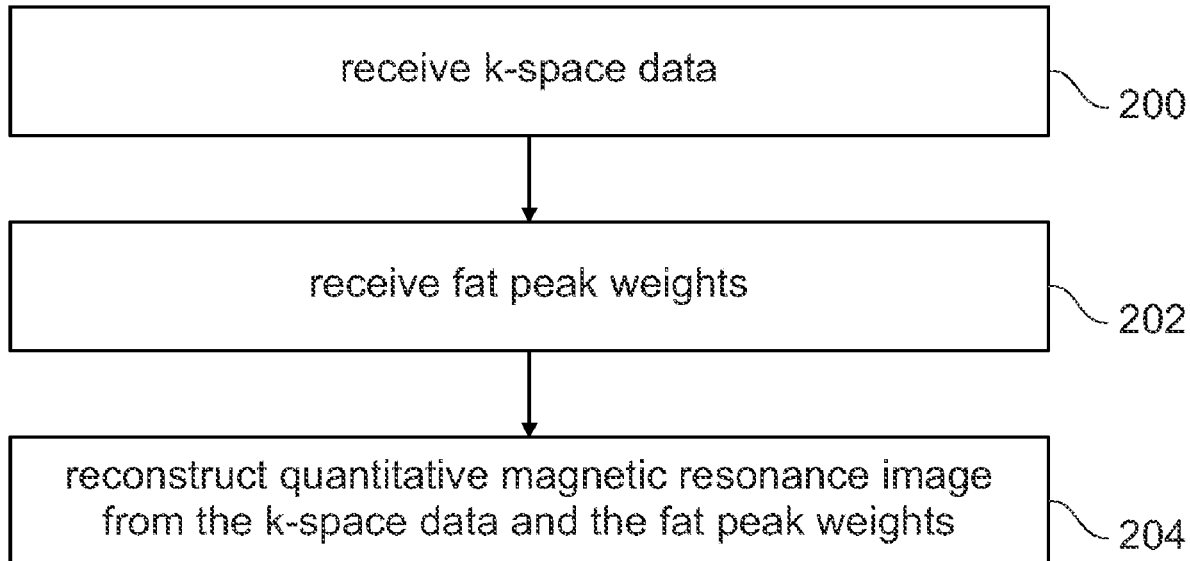 receive k-space data
200
receive fat peak weights
202
reconstruct quantitative magnetic resonance image
from the k-space data and the fat peak weights
204